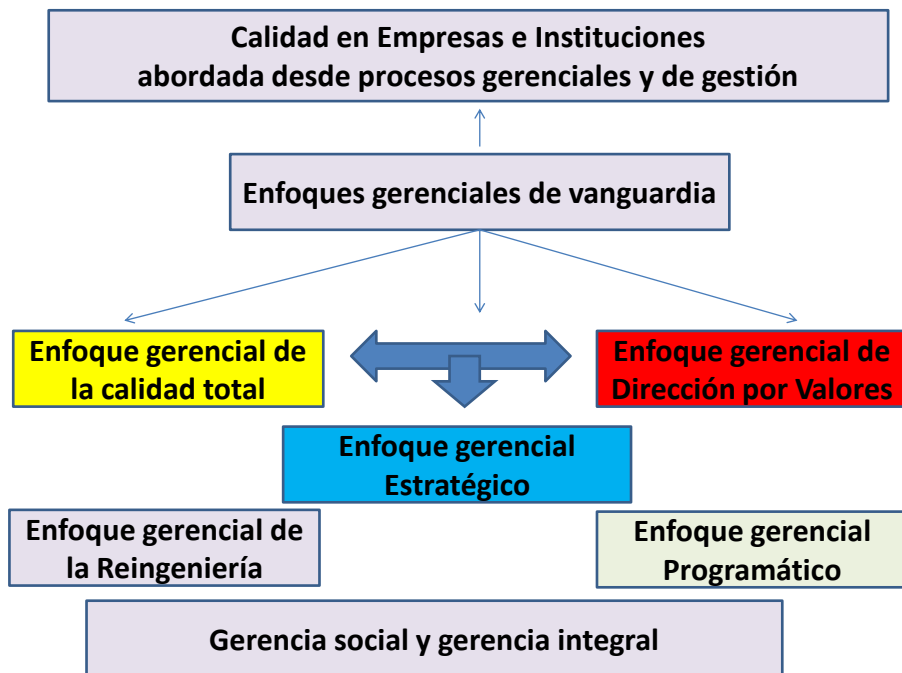 Calidad en Empresas e Instituciones
abordada desde procesos gerenciales y de gestión
Enfoques gerenciales de vanguardia
Enfoque gerencial de
la calidad total
Enfoque gerencial de
Dirección por Valores
Enfoque gerencial
Estratégico
Enfoque gerencial de
la Reingeniería
Enfoque gerencial
Programático
Gerencia social y gerencia integral